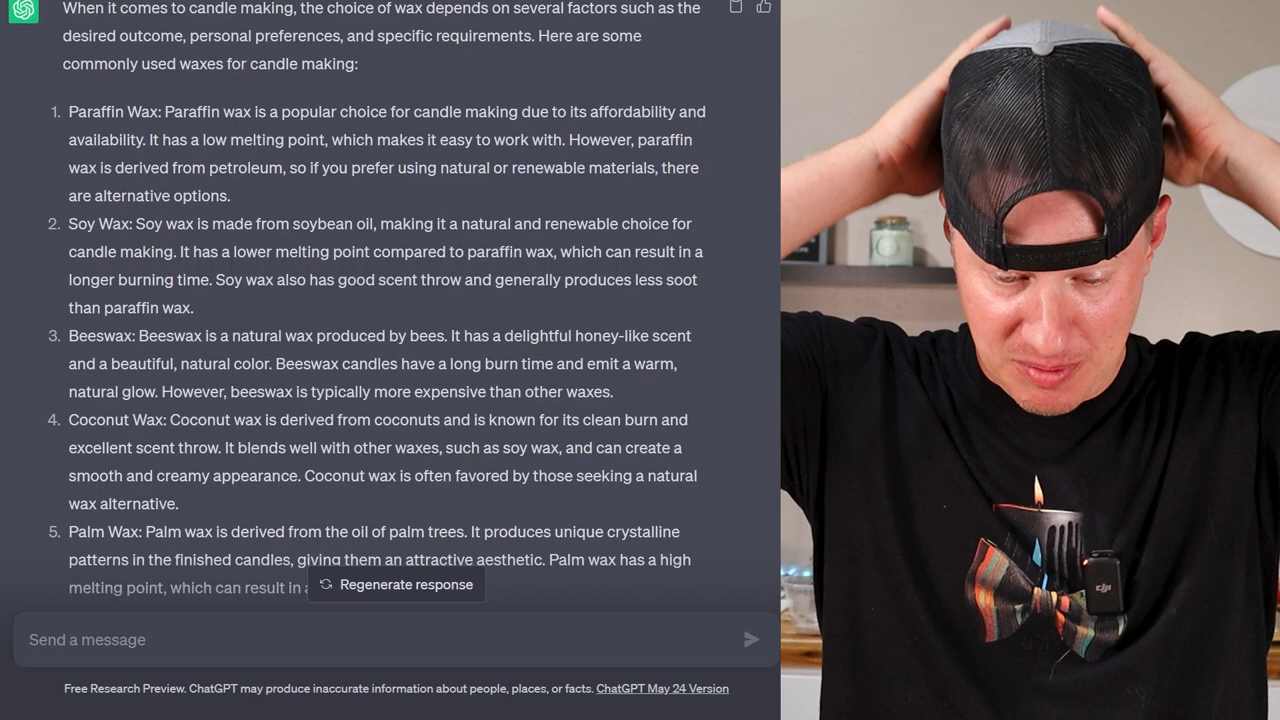 When it comes to candle making, the choice of wax depends on several factors such as the
desired outcome, personal preferences, and specific requirements. Here are some
commonly used waxes for candle making:
1. Paraffin Wax: Paraffin wax is a popular choice for candle making due to its affordability and
availability. It has a low melting point, which makes it easy to work with. However, paraffin
wax is derived from petroleum, so if you prefer using natural or renewable materials, there
are alternative options.
2. Soy Wax: Soy wax is made from soybean oil, making it a natural and renewable choice for
candle making. It has a lower melting point compared to paraffin wax, which can result in a
longer burning time. Soy wax also has good scent throw and generally produces less soot
than paraffin wax.
3. Beeswax: Beeswax is a natural wax produced by bees. It has a delightful honey-like scent
and a beautiful, natural color. Beeswax candles have a long burn time and emit a warm,
natural glow. However, beeswax is typically more expensive than other waxes.
4. Coconut Wax: Coconut wax is derived from coconuts and is known for its clean burn and
excellent scent throw. It blends well with other waxes, such as soy wax, and can create a
smooth and creamy appearance. Coconut wax is often favored by those seeking a natural
wax alternative.
5. Palm Wax: Palm wax is derived from the oil of palm trees. It produces unique crystalline
patterns in the finished candles, giving them an attractive aesthetic. Palm wax has a high
melting point, which can result in a
Regenerate response
Send a message
Free Research Preview. ChatGPT may produce inaccurate information about people, places, or facts. ChatGPT May 24 Version
dji